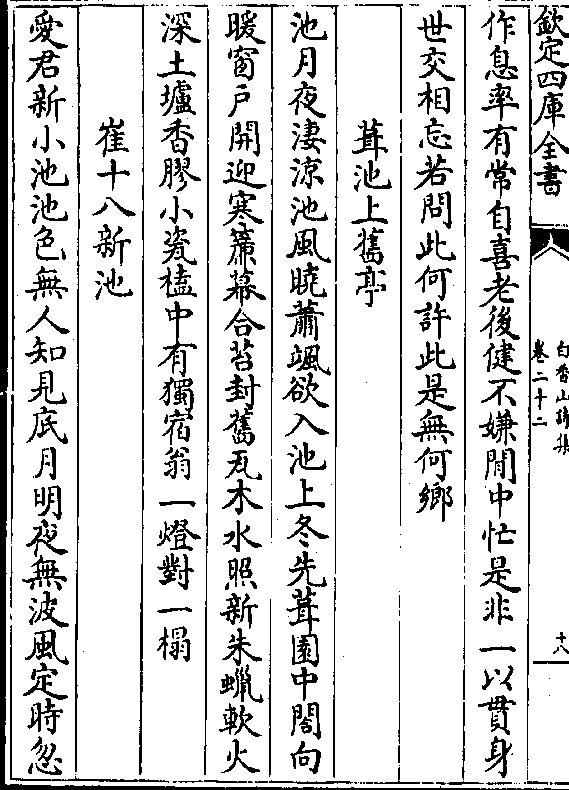 欽定四庫全書
白香山詩集
卷二十二
十八
作息率有常自喜老後健不嫌閒中忙是非一以貫身
世交相忘若問此何許此是無何鄉
葺池上舊亭
池月夜淒涼池風曉蕭颯欲入池上冬先葺園中閤向
暖窗戶開迎寒簾幕合苔封舊瓦木水照新朱蠟軟火
深土壚香膠小瓷榼中有獨宿翁一燈對一榻
崔十八新池
愛君新小池池色無人知見底月明夜無波風定時忽